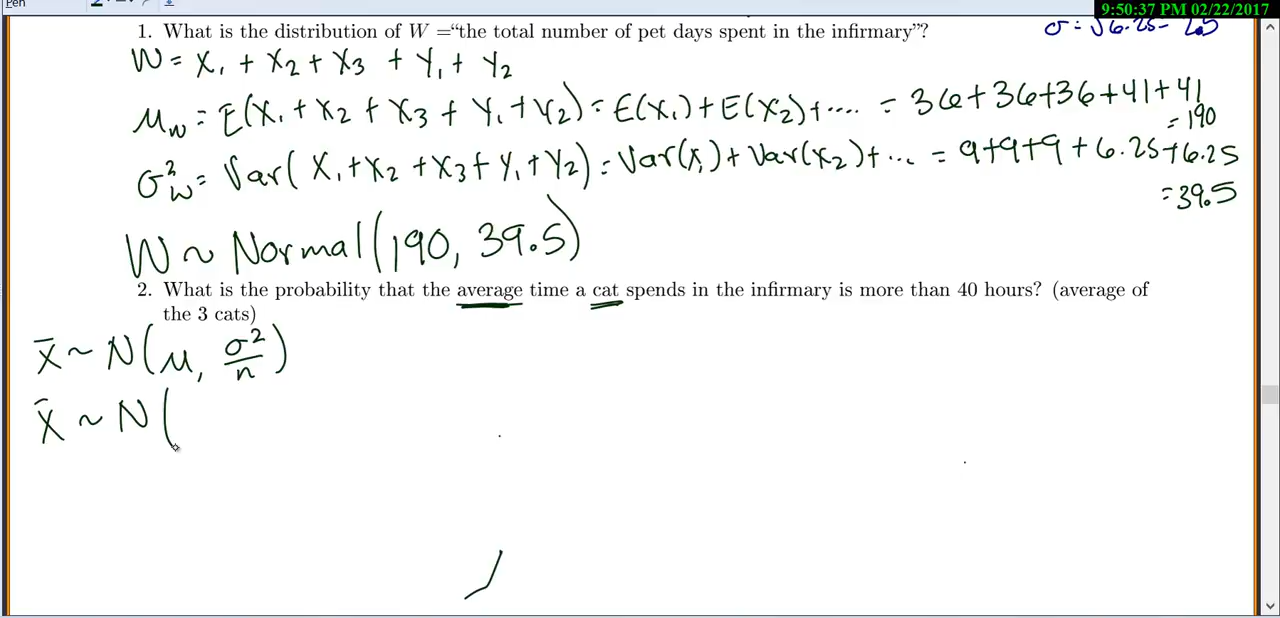 Pen
9:50:37 PM 02/22/2017
1. What is the distribution of W =“the total number of pet days spent in the infirmary”?
σ = √6.25 = 2.5
W = X₁ + X₂ + X₃ + Y₁ + Y₂
μ_W = E(X₁ + X₂ + X₃ + Y₁ + Y₂) = E(X₁) + E(X₂) + .... = 36 + 36 + 36 + 41 + 41
= 190
σ²_W = Var(X₁ + X₂ + X₃ + Y₁ + Y₂) = Var(X₁) + Var(X₂) + ... = 9 + 9 + 9 + 6.25 + 6.25
= 39.5
W ~ Normal(190, 39.5)
2. What is the probability that the average time a cat spends in the infirmary is more than 40 hours? (average of
the 3 cats)
X̄ ~ N(μ, σ²/n)
X̄ ~ N(